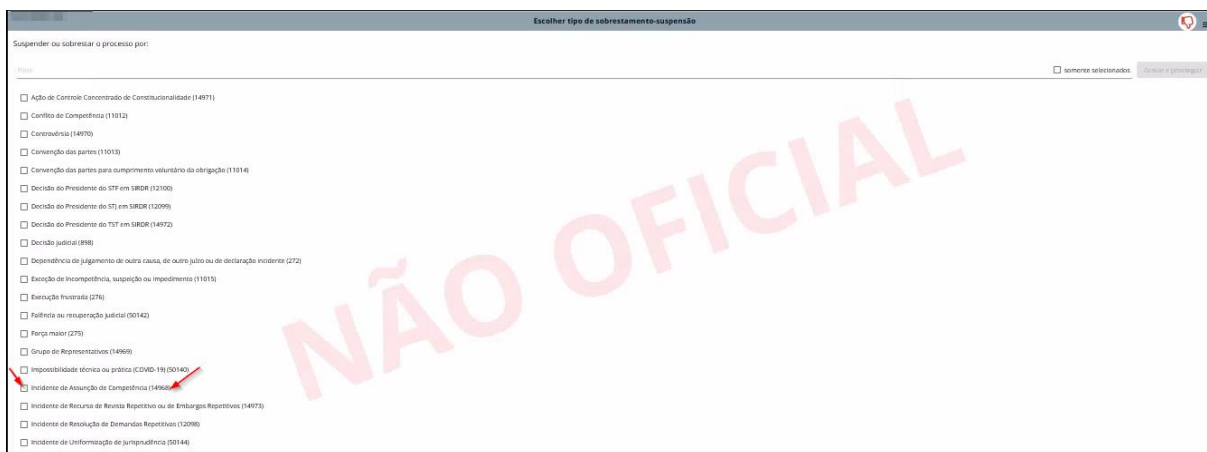 Escolher tipo de sobrestamento-suspensão
Suspender ou sobrestar o processo por:
Filtro
somente selecionados Gravar e prosseguir
Ação de Controle Concentrado de Constitucionalidade (14971)
Conflito de Competência (11012)
Controvérsia (14970)
Convenção das partes (11013)
Convenção das partes para cumprimento voluntário da obrigação (11014)
Decisão do Presidente do STF em SIRDR (12100)
Decisão do Presidente do STJ em SIRDR (12099)
Decisão do Presidente do TST em SIRDR (14972)
Decisão judicial (898)
Dependência de julgamento de outra causa, de outro juízo ou de declaração incidente (272)
Exceção de Incompetência, suspeição ou impedimento (11015)
Execução frustrada (276)
Falência ou recuperação judicial (50142)
Força maior (275)
Grupo de Representativos (14969)
Impossibilidade técnica ou prática (COVID-19) (50140)
Incidente de Assunção de Competência (14968)
Incidente de Recurso de Revista Repetitivo ou de Embargos Repetitivos (14973)
Incidente de Resolução de Demandas Repetitivas (12098)
Incidente de Uniformização de Jurisprudência (50144)
NÃO OFICIAL